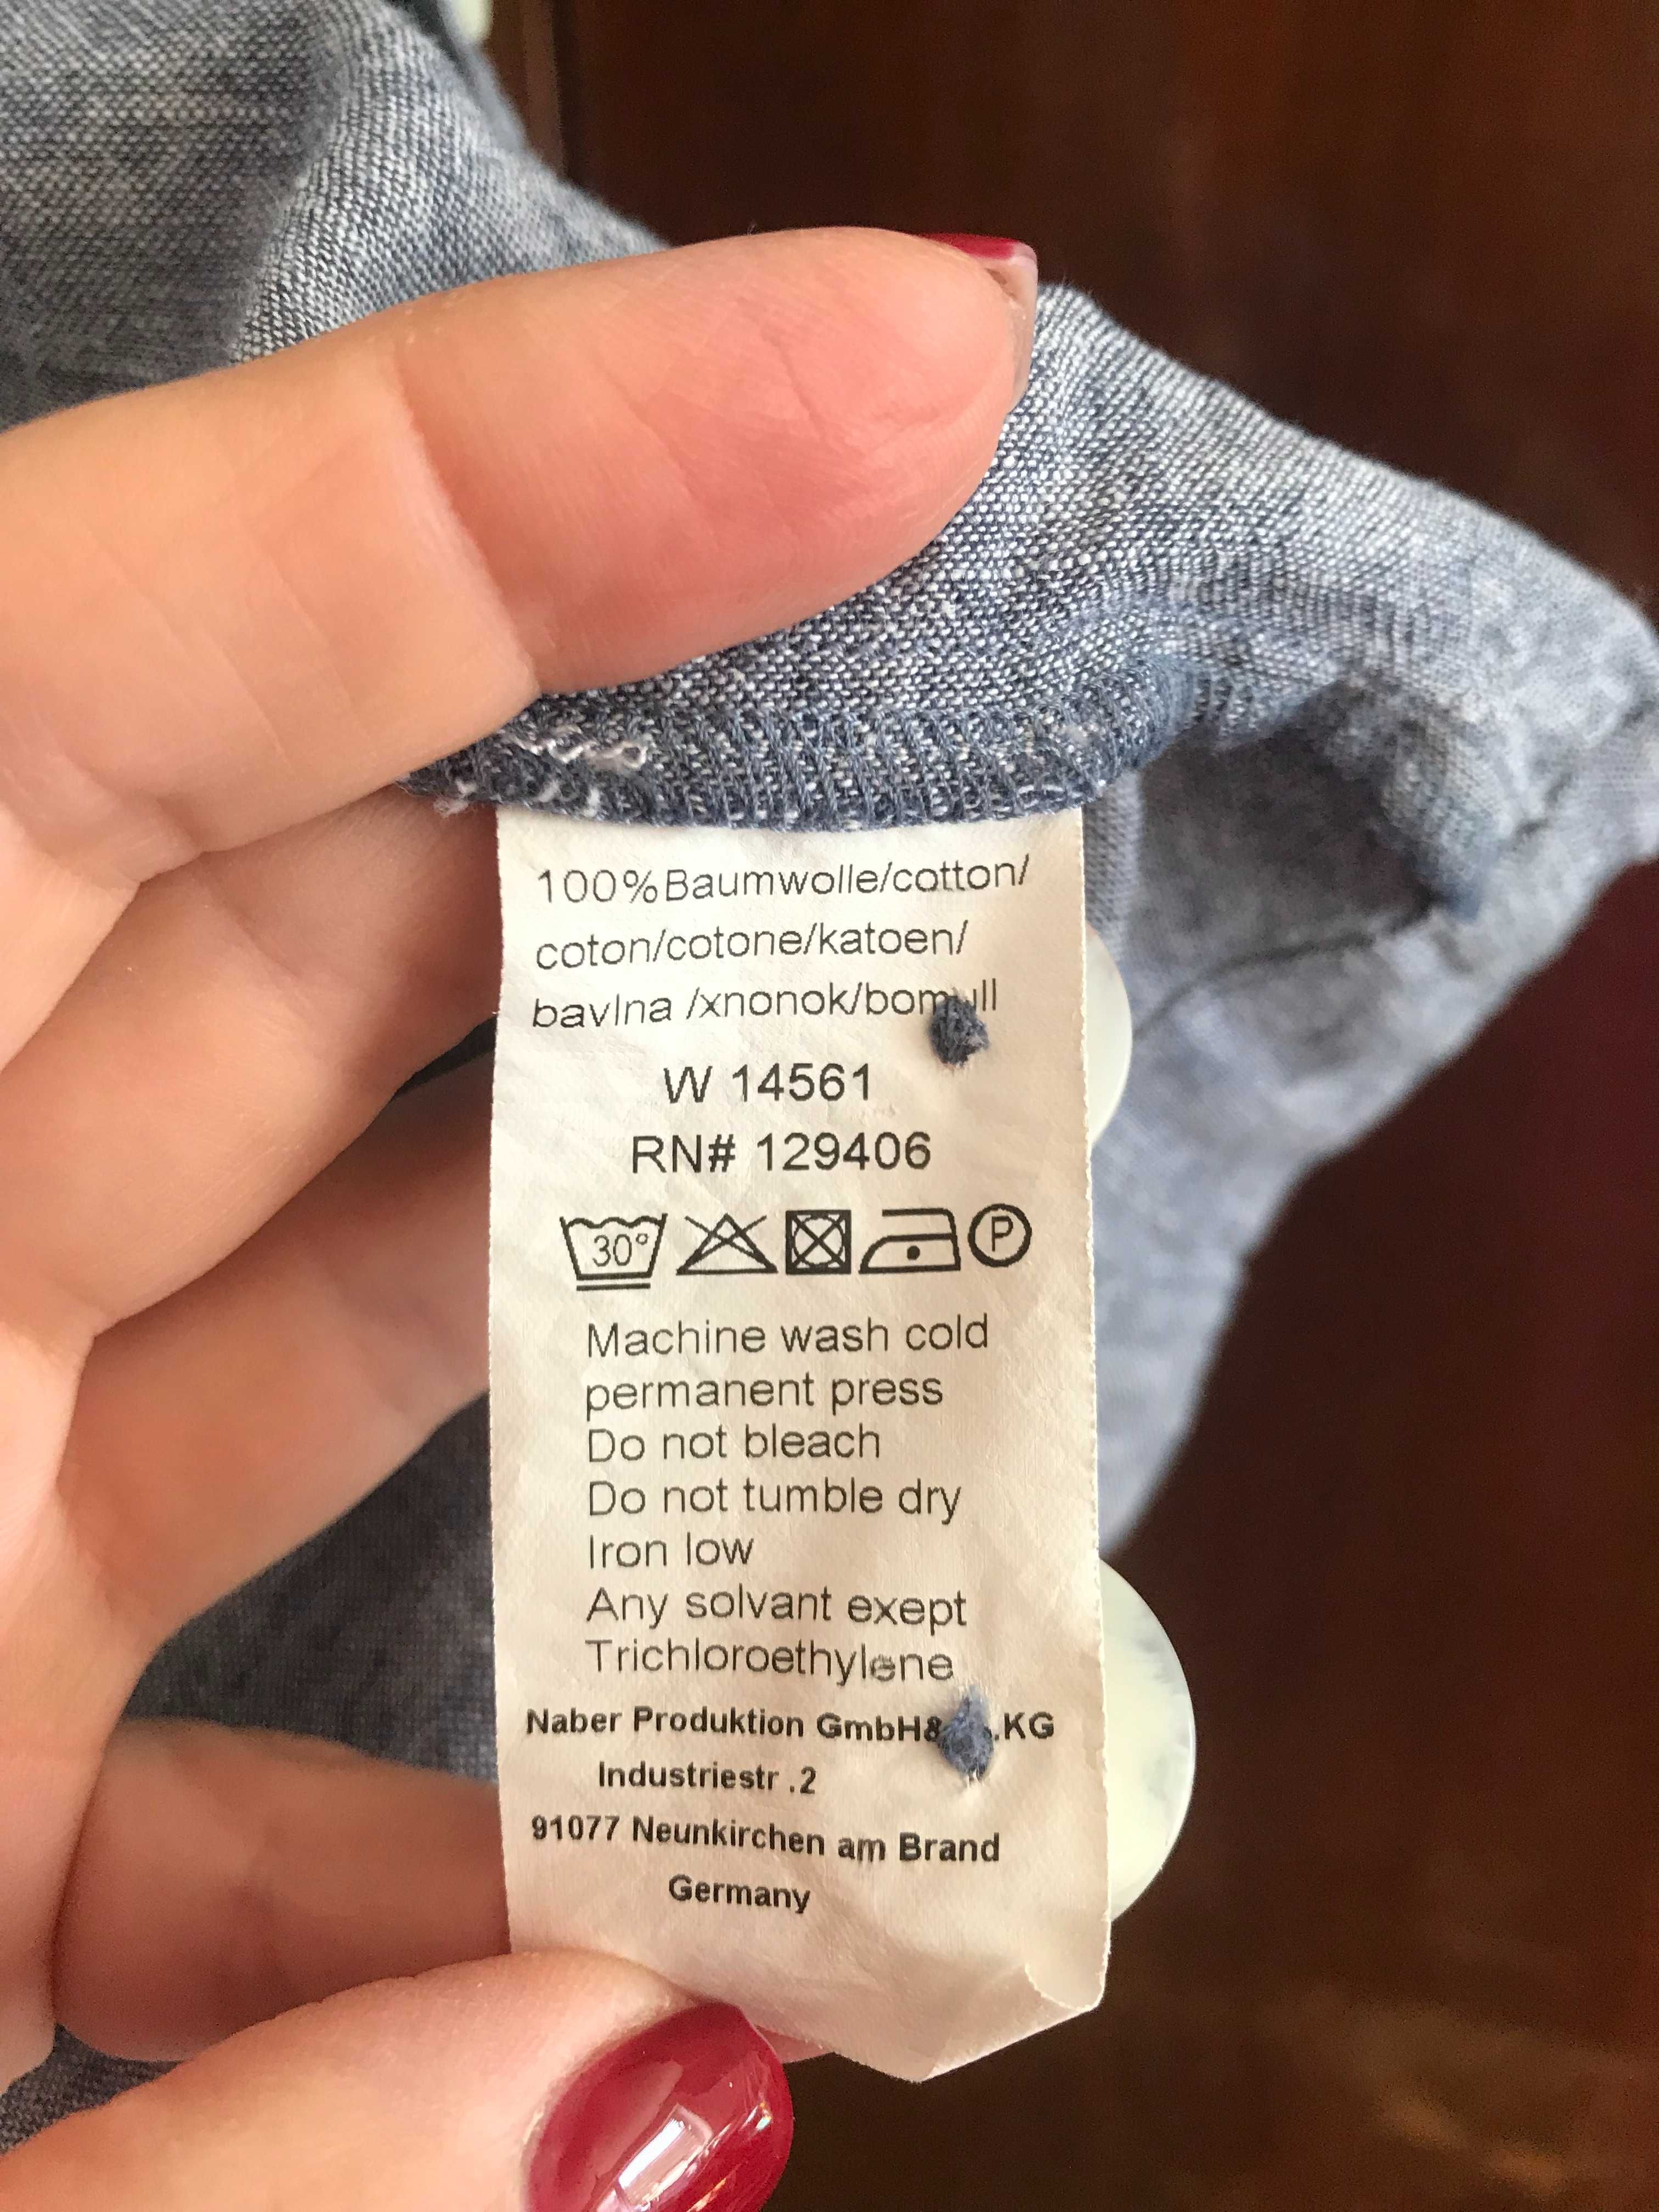 100%Baumwolle/cotton/
coton/cotone/katoen/
bavlna /xnonok/bomull
W 14561
RN# 129406
30°
P
Machine wash cold
permanent press
Do not bleach
Do not tumble dry
Iron low
Any solvant exept
Trichloroethylene
Naber Produktion GmbH& .KG
Industriestr .2
91077 Neunkirchen am Brand
Germany